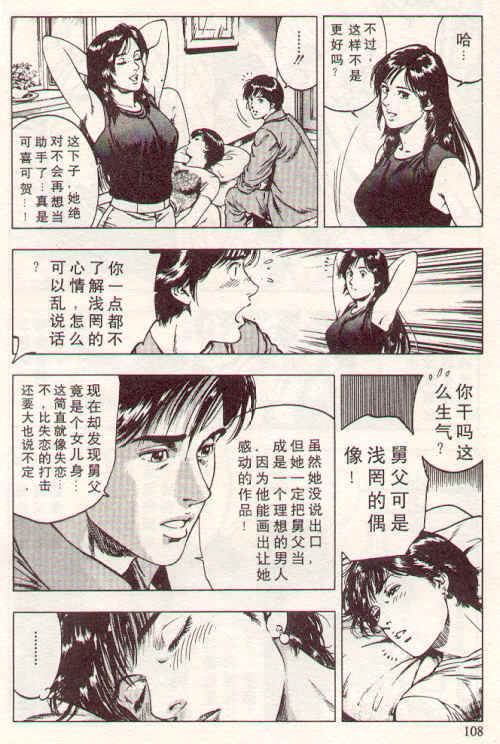 哈…
不过，
这样不是
更好吗？
……!!
这下子，她绝
对不会再想当
助手了…真是
可喜可贺…！
你一点都不
了解浅罔的
心情，怎么
可以乱说话
？
你干吗这
么生气？
舅父可是
浅罔的偶
像！
虽然她没说出口，
但她一定把舅父当
成是一个理想的男人
，因为他能画出让她
感动的作品！
现在却发现舅父
竟是个女儿身…
这简直就像失恋…
不，比失恋的打击
还要大也说不定。
………
108